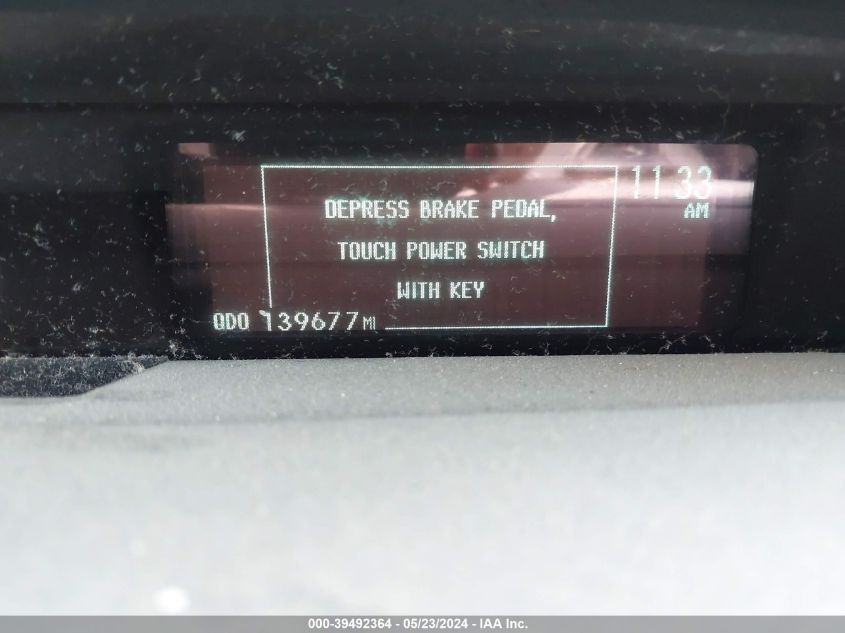 11 33
AM
DEPRESS BRAKE PEDAL,
TOUCH POWER SWITCH
WITH KEY
ODO 139677 MI
000-39492364 - 05/23/2024 - IAA Inc.